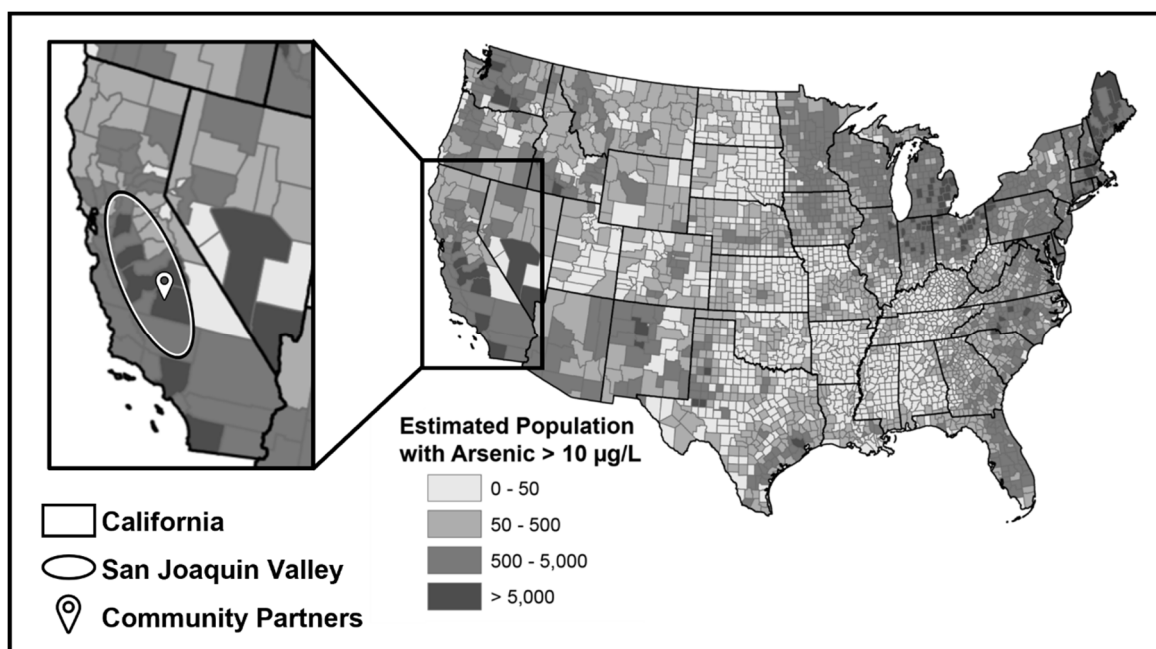 Estimated Population
with Arsenic > 10 µg/L
0 - 50
50 - 500
500 - 5,000
> 5,000
California
San Joaquin Valley
Community Partners